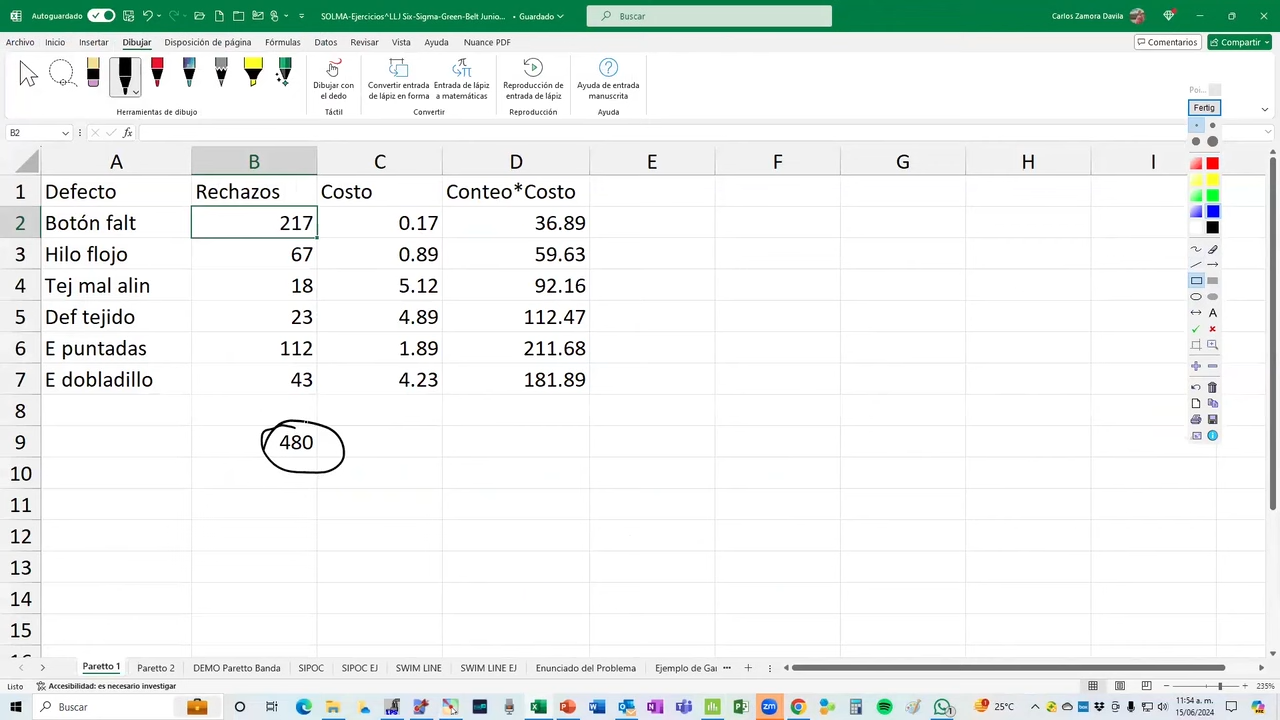 Autoguardado
SOLMA-Ejercicios^LLJ Six-Sigma-Green-Belt Junio... • Guardado
Buscar
Carlos Zamora Davila
Archivo Inicio Insertar Dibujar Disposición de página Fórmulas Datos Revisar Vista Ayuda Nuance PDF
Comentarios Compartir
Dibujar con el dedo
Convertir entrada de lápiz en forma
Entrada de lápiz a matemáticas
Reproducción de entrada de lápiz
Ayuda de entrada manuscrita
Herramientas de dibujo Táctil Convertir Reproducción Ayuda
Poi...
Fertig
B2 fx
A B C D E F G H I
1 Defecto Rechazos Costo Conteo*Costo
2 Botón falt 217 0.17 36.89
3 Hilo flojo 67 0.89 59.63
4 Tej mal alin 18 5.12 92.16
5 Def tejido 23 4.89 112.47
6 E puntadas 112 1.89 211.68
7 E dobladillo 43 4.23 181.89
8
9 480
10
11
12
13
14
15
Paretto 1 Paretto 2 DEMO Paretto Banda SIPOC SIPOC EJ SWIM LINE SWIM LINE EJ Enunciado del Problema Ejemplo de Gar ...
Listo Accesibilidad: es necesario investigar 235%
Buscar 25°C 11:54 a. m.
15/06/2024